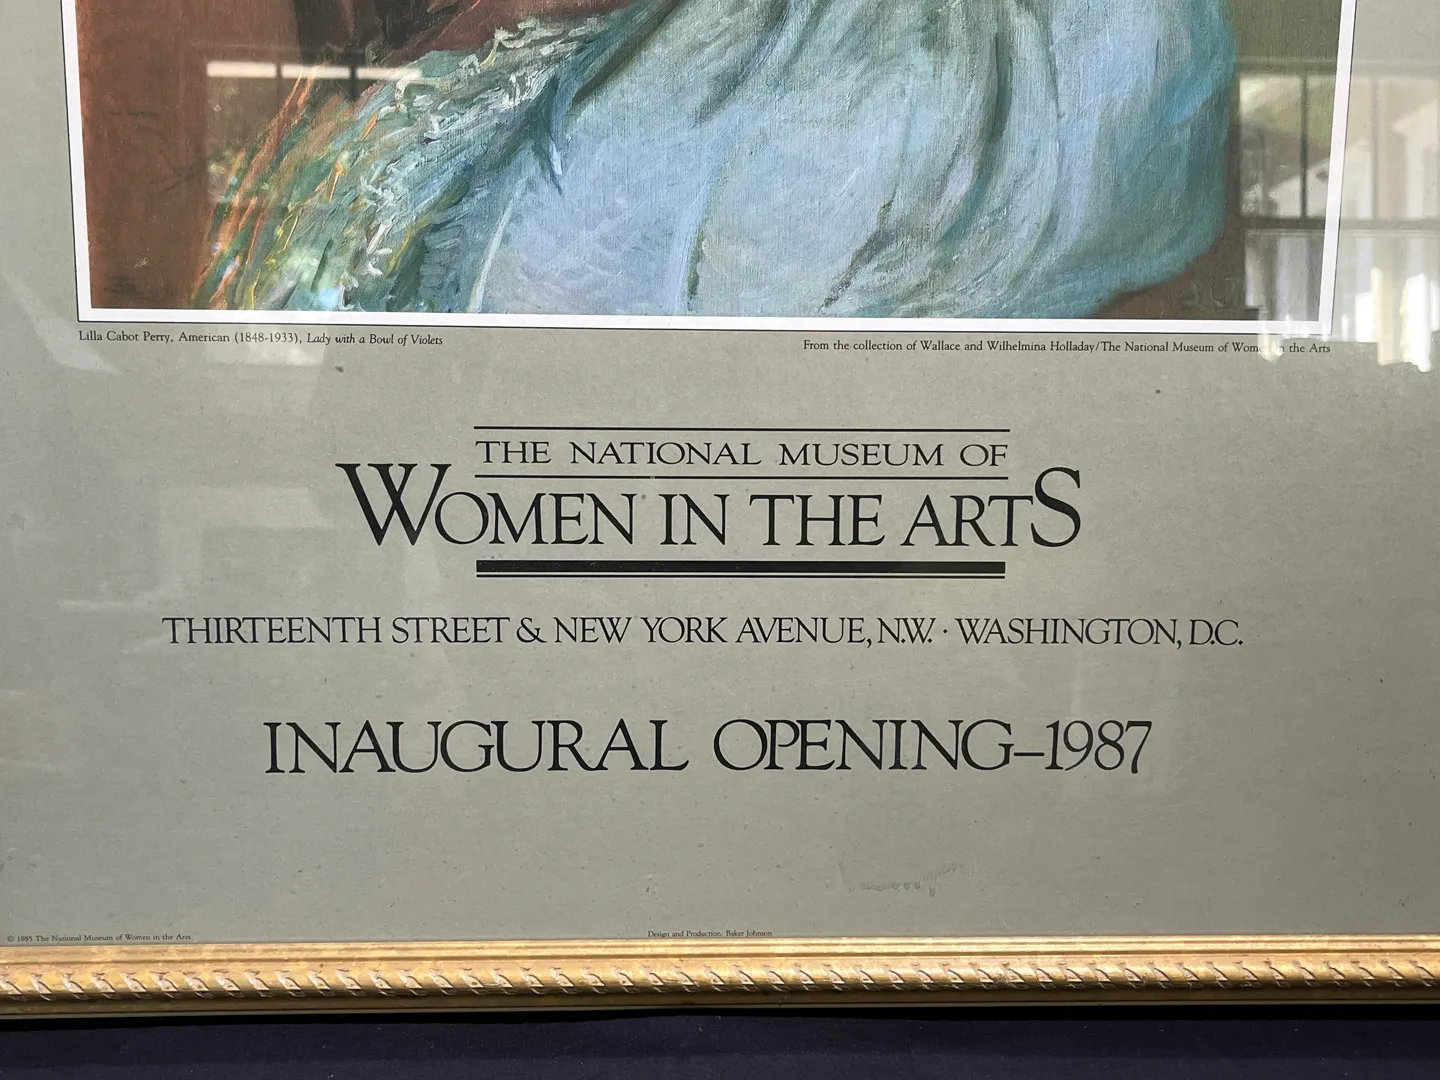 Lilla Cabot Perry, American (1848-1933), Lady with a Bowl of Violets
From the collection of Wallace and Wilhelmina Holladay/The National Museum of Women in the Arts
THE NATIONAL MUSEUM OF
WOMEN IN THE ARTS
THIRTEENTH STREET & NEW YORK AVENUE, N.W. · WASHINGTON, D.C.
INAUGURAL OPENING–1987
© 1985 The National Museum of Women in the Arts
Design and Production: Baker Johnson